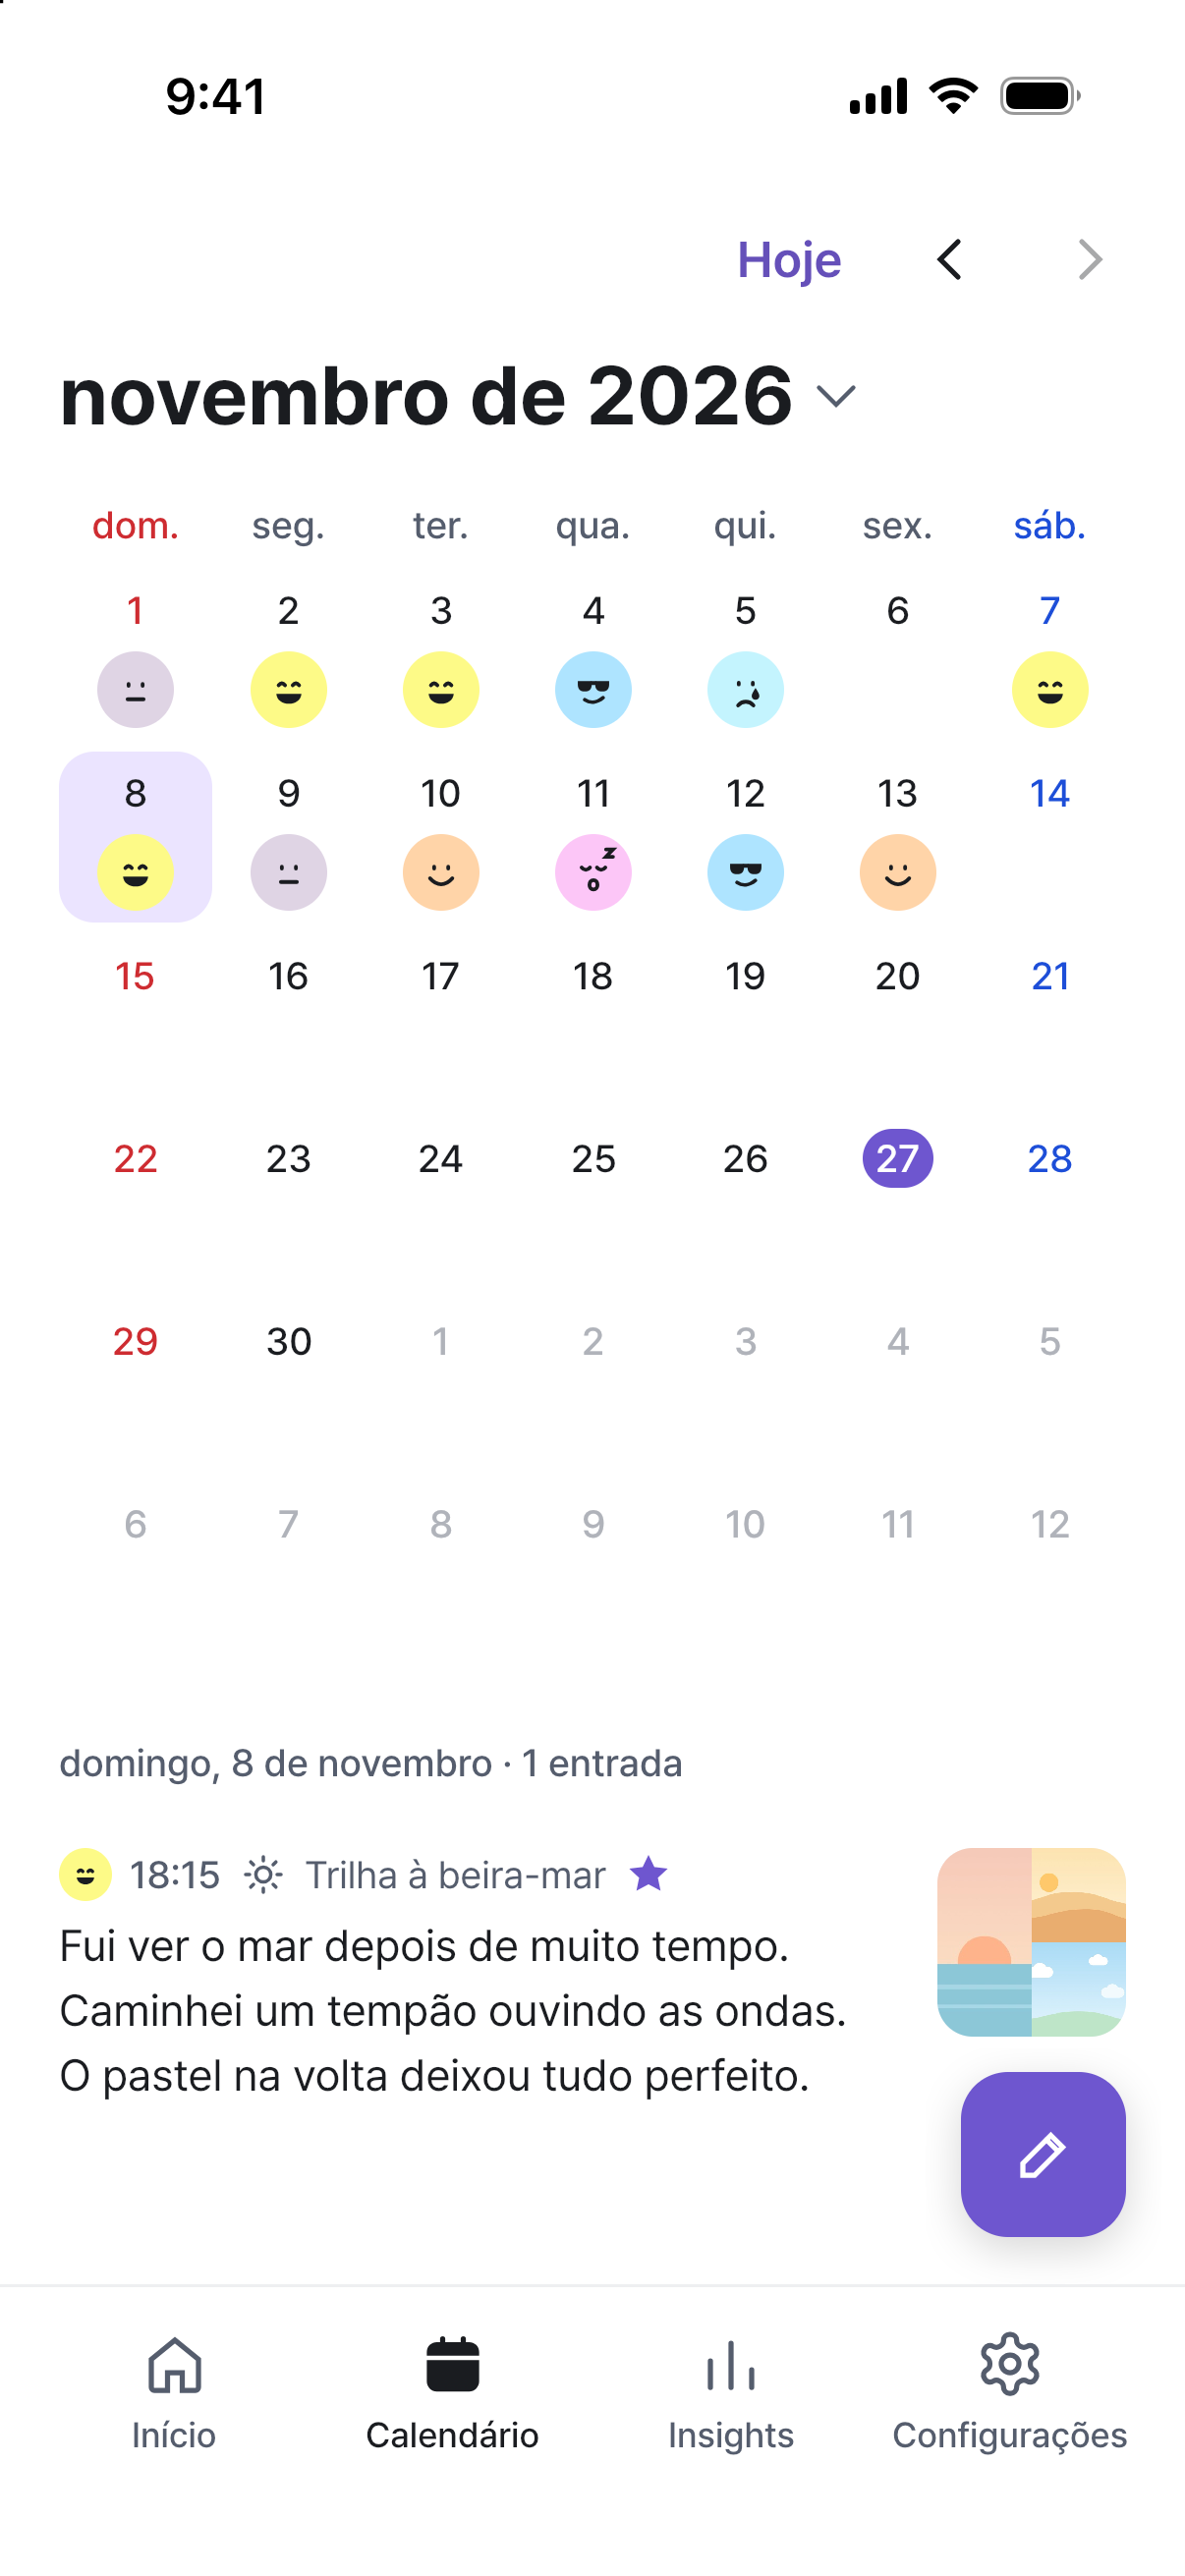 9:41
Hoje
novembro de 2026
dom. seg. ter. qua. qui. sex. sáb.
1 2 3 4 5 6 7
8 9 10 11 12 13 14
15 16 17 18 19 20 21
22 23 24 25 26 27 28
29 30 1 2 3 4 5
6 7 8 9 10 11 12
domingo, 8 de novembro · 1 entrada
18:15 Trilha à beira-mar
Fui ver o mar depois de muito tempo.
Caminhei um tempão ouvindo as ondas.
O pastel na volta deixou tudo perfeito.
Início Calendário Insights Configurações